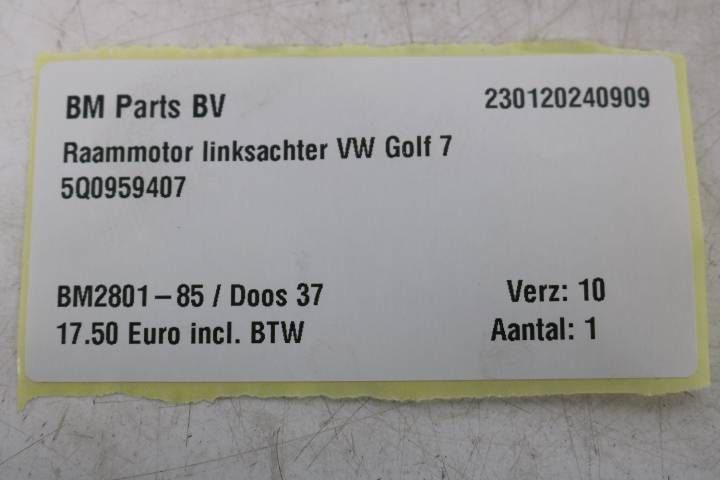 BM Parts BV 230120240909
Raammotor linksachter VW Golf 7
5Q0959407
BM2801-85 / Doos 37 Verz: 10
17.50 Euro incl. BTW Aantal: 1